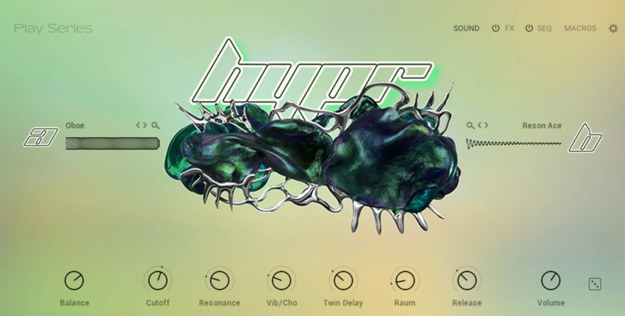 Play Series
SOUND FX SEQ MACROS
hypr
a Oboe Reson Ace b
Balance Cutoff Resonance Vib/Cho Twin Delay Raum Release Volume